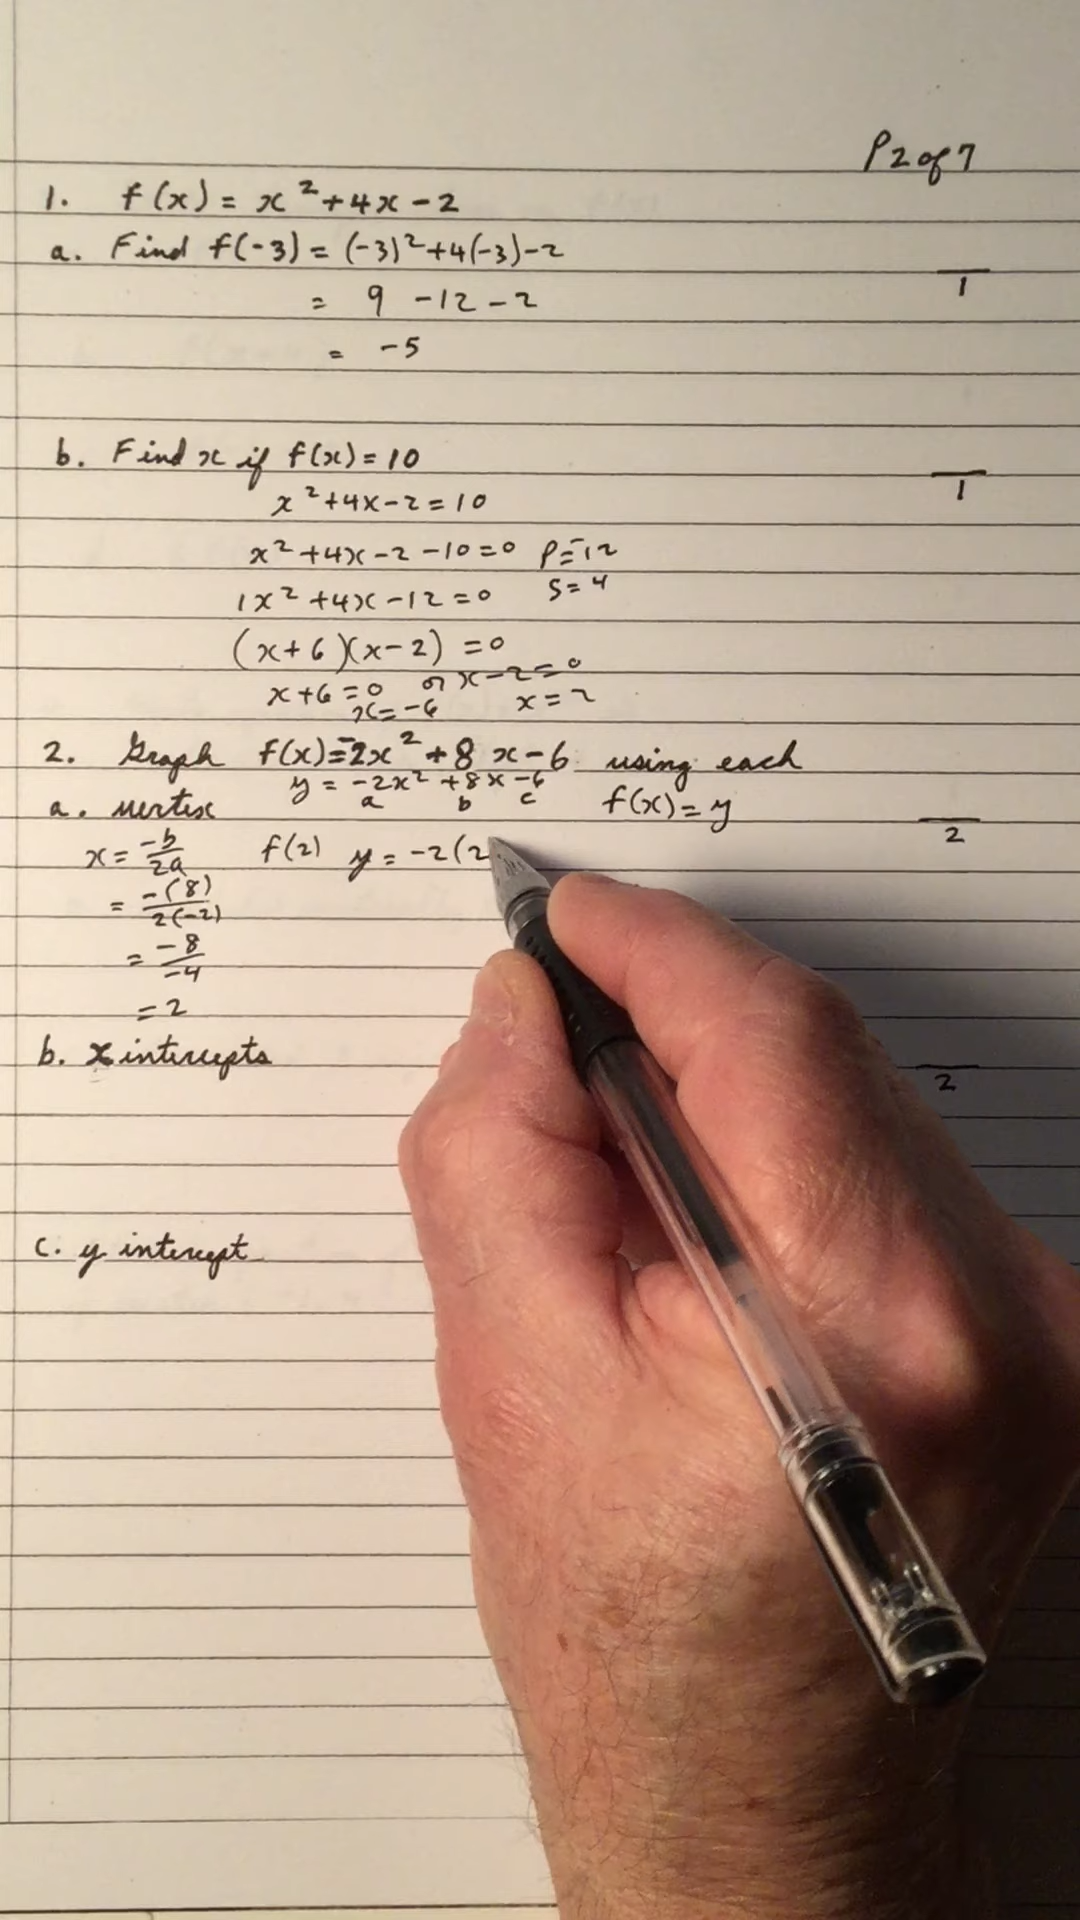 P2 of 7
1. f(x) = x² + 4x - 2
a. Find f(-3) = (-3)² + 4(-3) - 2
1
= 9 - 12 - 2
= -5
b. Find x if f(x) = 10
1
x² + 4x - 2 = 10
x² + 4x - 2 - 10 = 0 P = -12
S = 4
1x² + 4x - 12 = 0
(x + 6)(x - 2) = 0
x + 6 = 0 or x - 2 = 0
x = -6 x = 2
2. Graph f(x) = -2x² + 8x - 6 using each
y = -2x² + 8x - 6
a b c
a. vertex f(x) = y
2
x = -b/2a f(2) y = -2(2
= -(8)/2(-2)
= -8/-4
= 2
b. x intercepts
2
c. y intercept